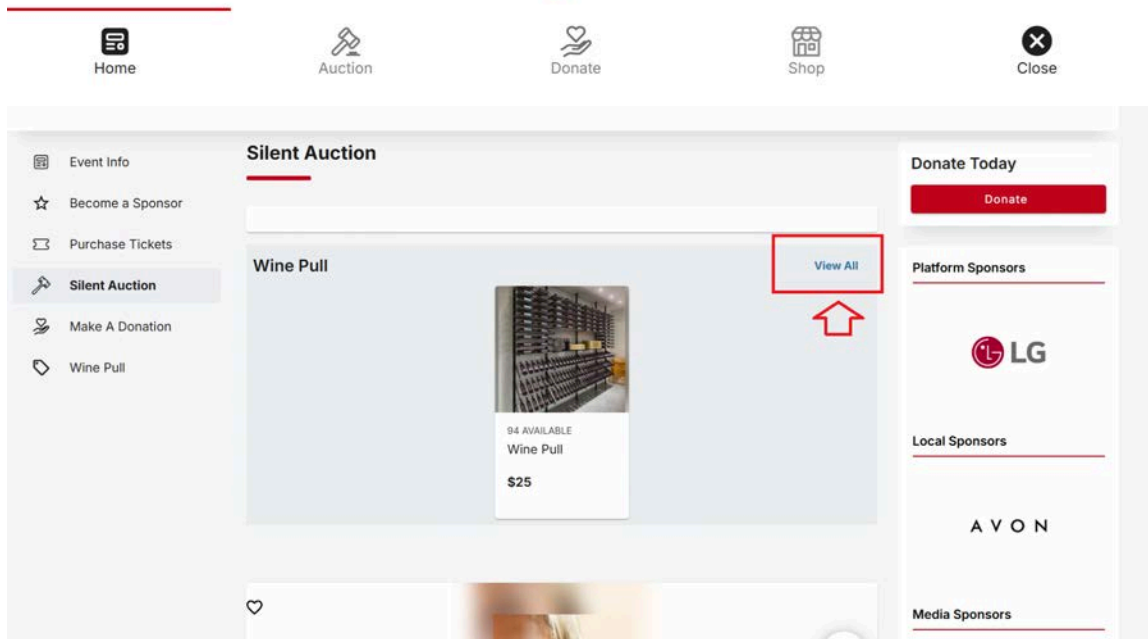 Home
Auction
Donate
Shop
Close
Event Info
Become a Sponsor
Purchase Tickets
Silent Auction
Make A Donation
Wine Pull
Silent Auction
Wine Pull
View All
94 AVAILABLE
Wine Pull
$25
Donate Today
Donate
Platform Sponsors
LG
Local Sponsors
AVON
Media Sponsors